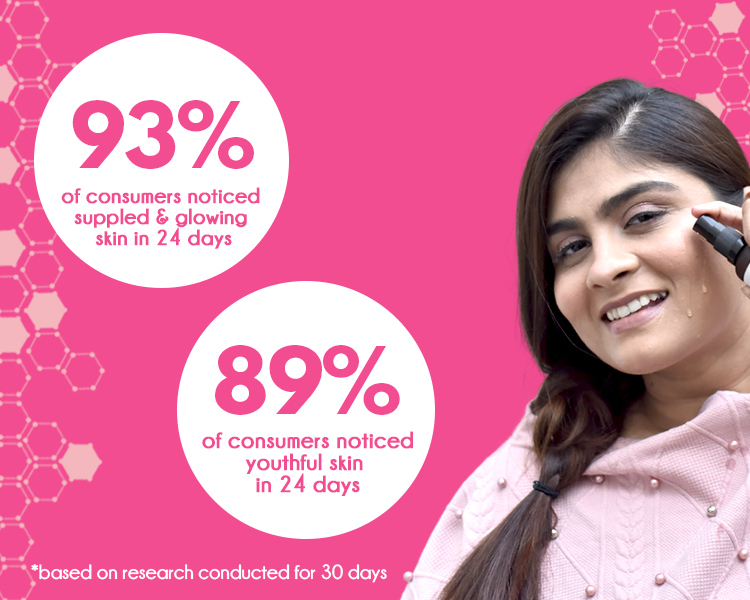 93%
of consumers noticed
suppled & glowing
skin in 24 days
89%
of consumers noticed
youthful skin
in 24 days
*based on research conducted for 30 days